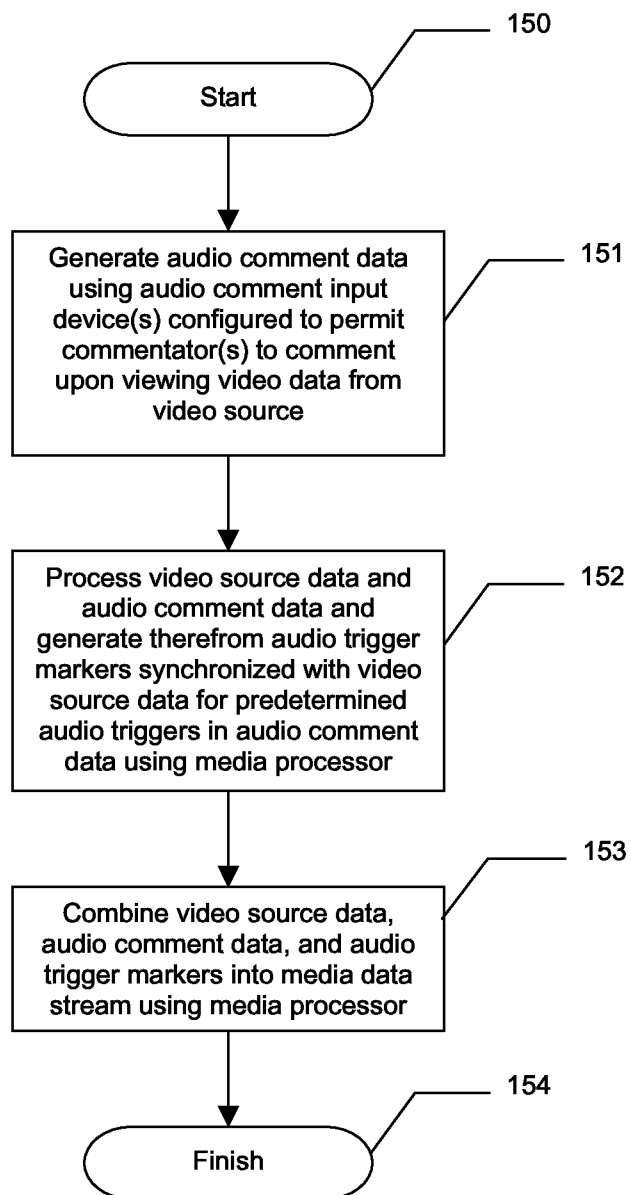 150
Start
151
Generate audio comment data
using audio comment input
device(s) configured to permit
commentator(s) to comment
upon viewing video data from
video source
152
Process video source data and
audio comment data and
generate therefrom audio trigger
markers synchronized with video
source data for predetermined
audio triggers in audio comment
data using media processor
153
Combine video source data,
audio comment data, and audio
trigger markers into media data
stream using media processor
154
Finish